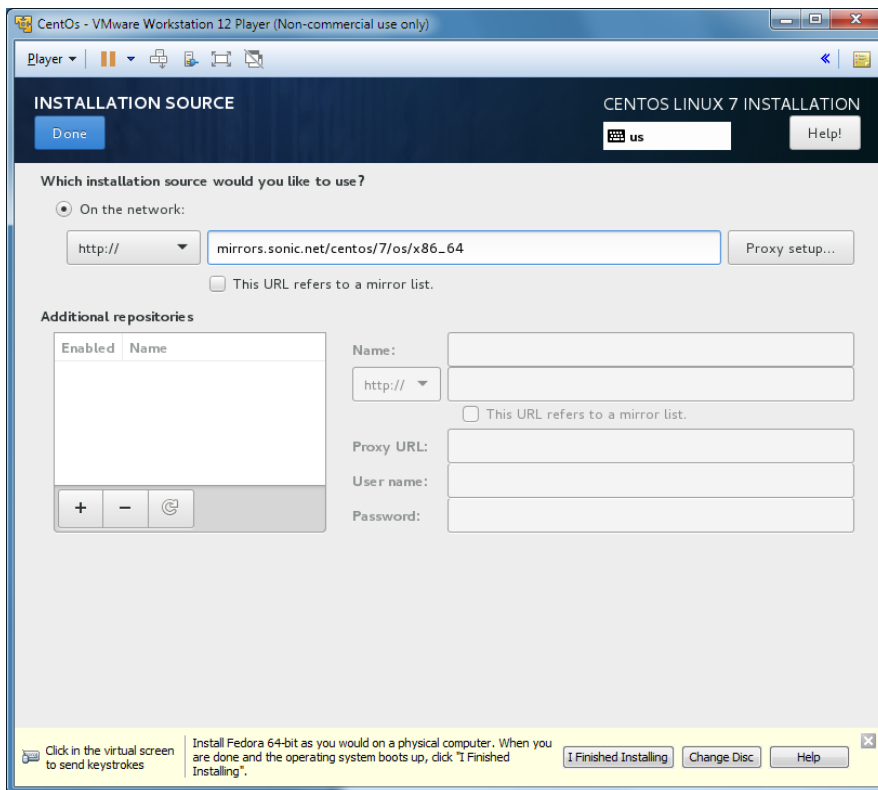 CentOs - VMware Workstation 12 Player (Non-commercial use only)
Player
INSTALLATION SOURCE
CENTOS LINUX 7 INSTALLATION
Done
us
Help!
Which installation source would you like to use?
On the network:
http://
mirrors.sonic.net/centos/7/os/x86_64
Proxy setup...
This URL refers to a mirror list.
Additional repositories
Enabled Name
Name:
http://
This URL refers to a mirror list.
Proxy URL:
User name:
Password:
Click in the virtual screen
to send keystrokes
Install Fedora 64-bit as you would on a physical computer. When you
are done and the operating system boots up, click "I Finished
Installing".
I Finished Installing
Change Disc
Help